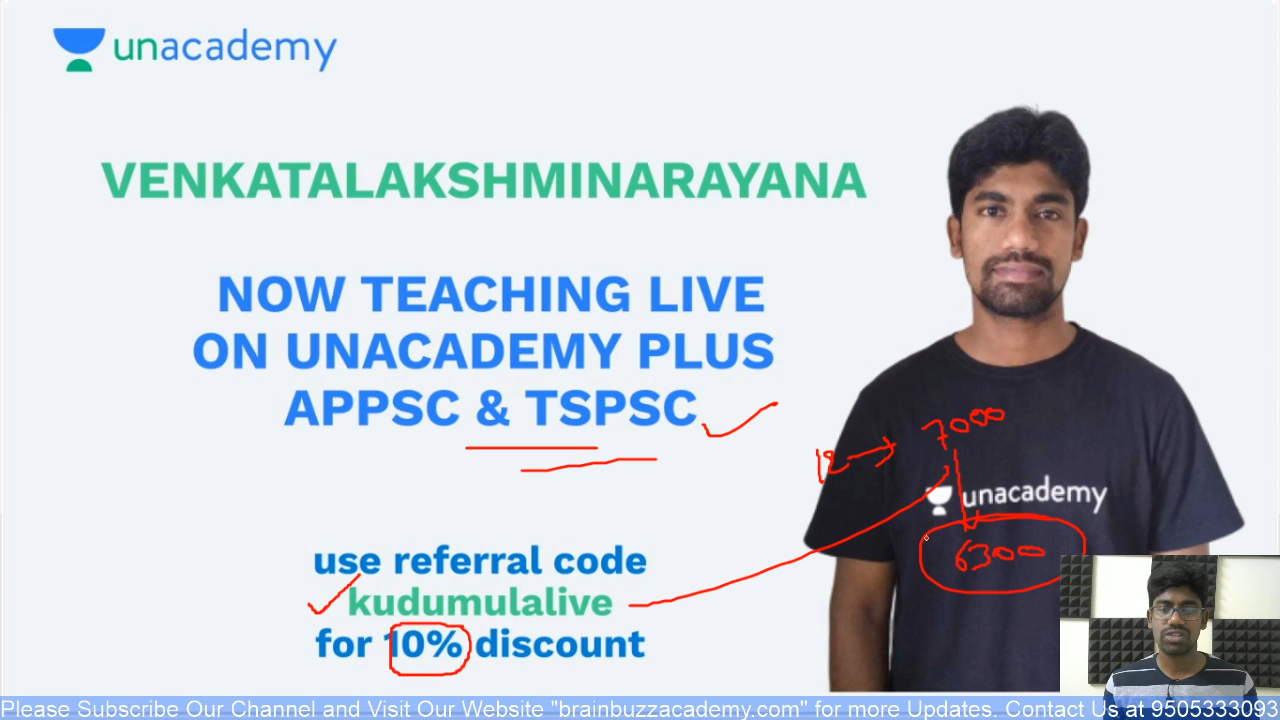 unacademy
VENKATALAKSHMINARAYANA
NOW TEACHING LIVE
ON UNACADEMY PLUS
APPSC & TSPSC
12 → 7000
unacademy
6300
use referral code
kudumulalive
for 10% discount
Please Subscribe Our Channel and Visit Our Website "brainbuzzacademy.com" for more Updates. Contact Us at 9505333093